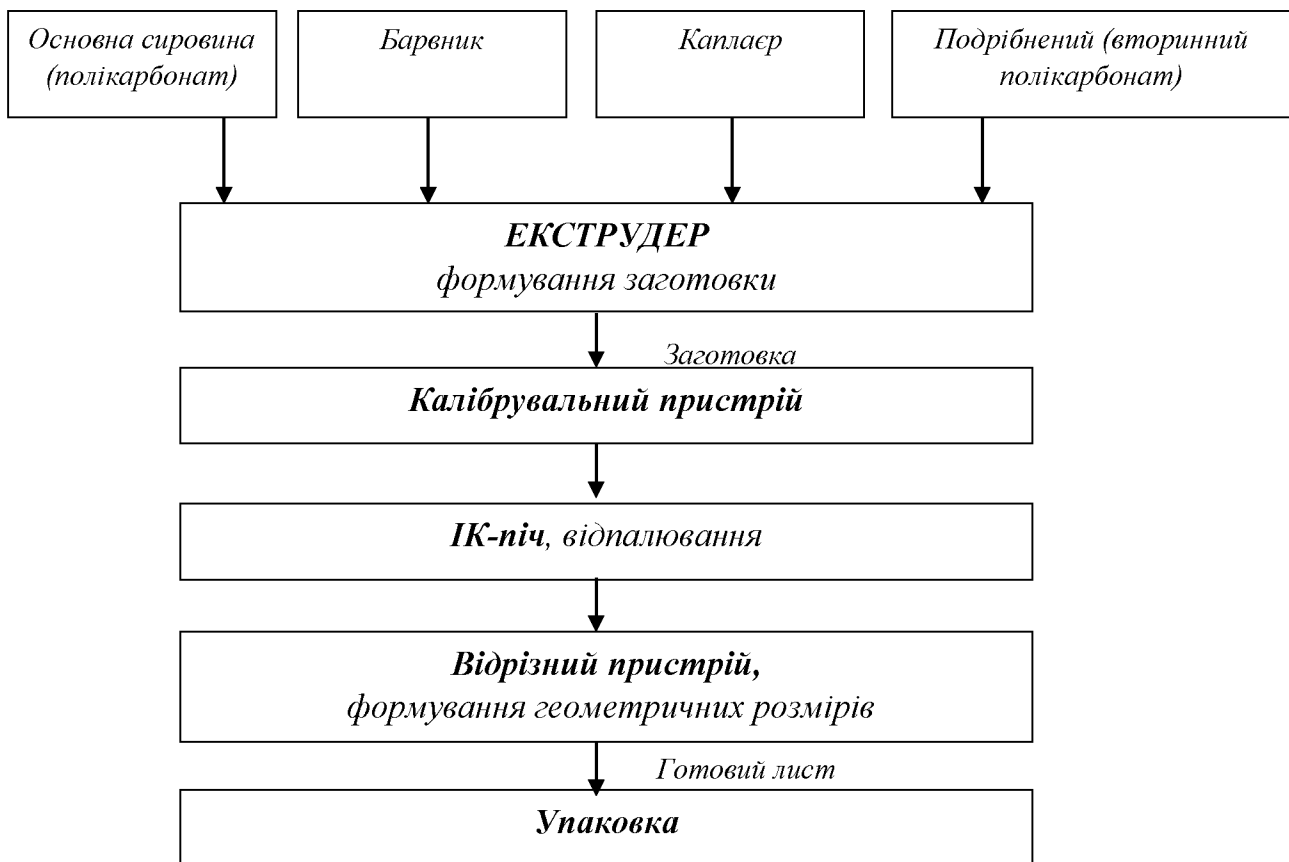 Основна сировина
(полікарбонат)
Барвник
Каплаєр
Подрібнений (вторинний
полікарбонат)
ЕКСТРУДЕР
формування заготовки
Заготовка
Калібрувальний пристрій
ІК-піч, відпалювання
Відрізний пристрій,
формування геометричних розмірів
Готовий лист
Упаковка